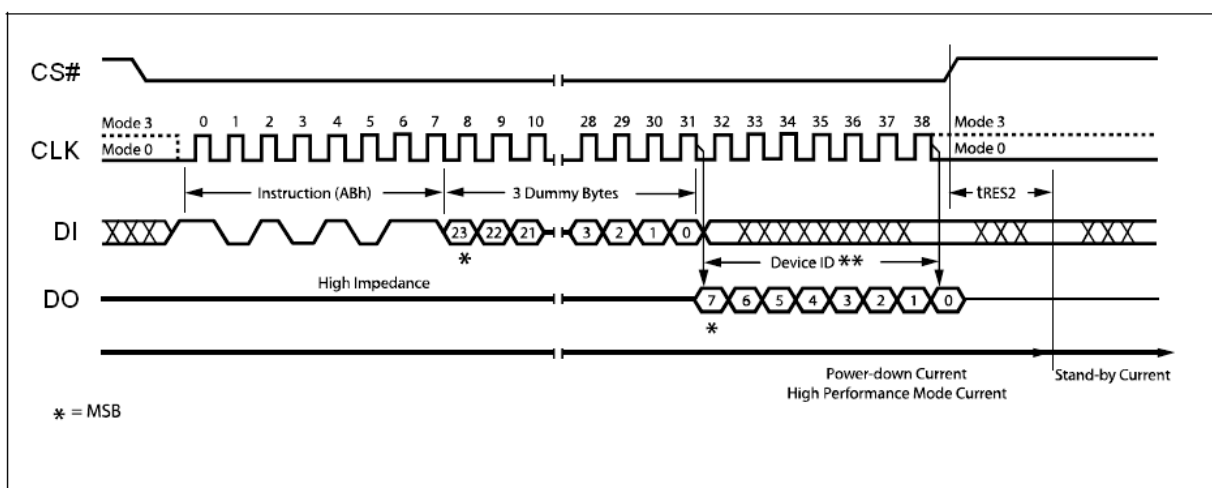 CS#
Mode 3
Mode 0
CLK
0 1 2 3 4 5 6 7 8 9 10 28 29 30 31 32 33 34 35 36 37 38
Mode 3
Mode 0
Instruction (ABh)
3 Dummy Bytes
tRES2
DI
23 22 21 3 2 1 0
*
Device ID **
High Impedance
DO
7 6 5 4 3 2 1 0
*
Power-down Current
High Performance Mode Current
Stand-by Current
* = MSB